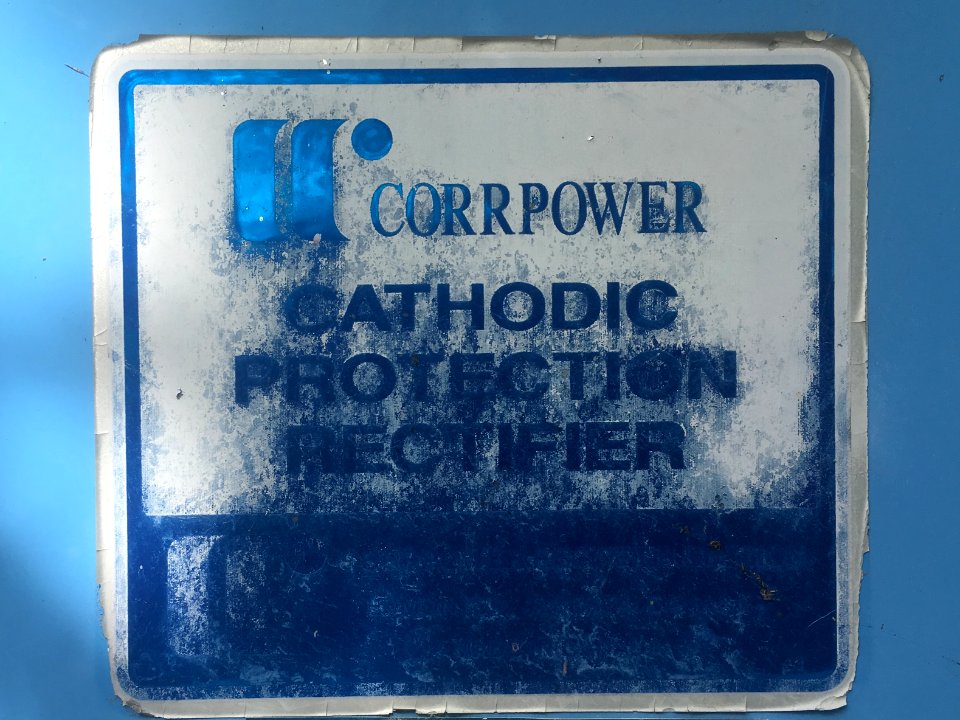 CORRPOWER
CATHODIC
PROTECTION
RECTIFIER